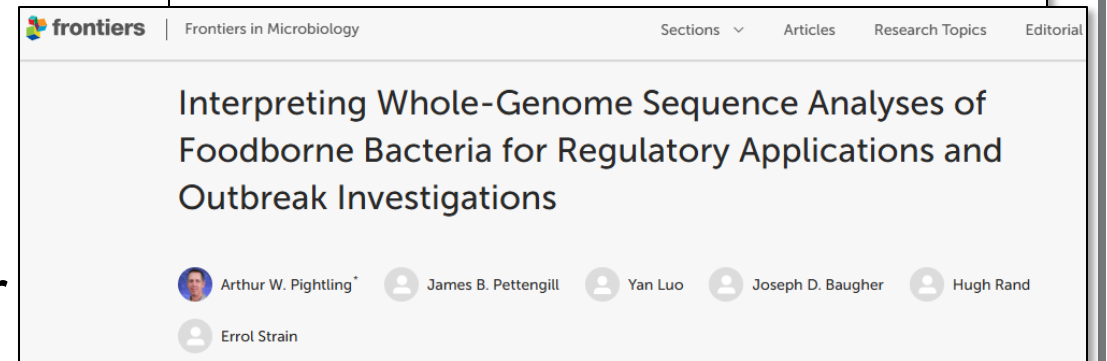 frontiers | Frontiers in Microbiology Sections Articles Research Topics Editorial
Interpreting Whole-Genome Sequence Analyses of
Foodborne Bacteria for Regulatory Applications and
Outbreak Investigations
Arthur W. Pightling* James B. Pettengill Yan Luo Joseph D. Baugher Hugh Rand
Errol Strain